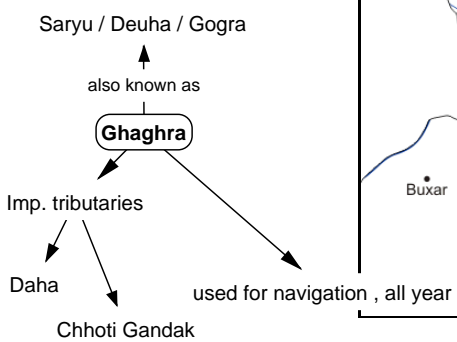 Saryu / Deuha / Gogra
also known as
Ghaghra
Imp. tributaries
Daha
Chhoti Gandak
used for navigation , all year
Buxar